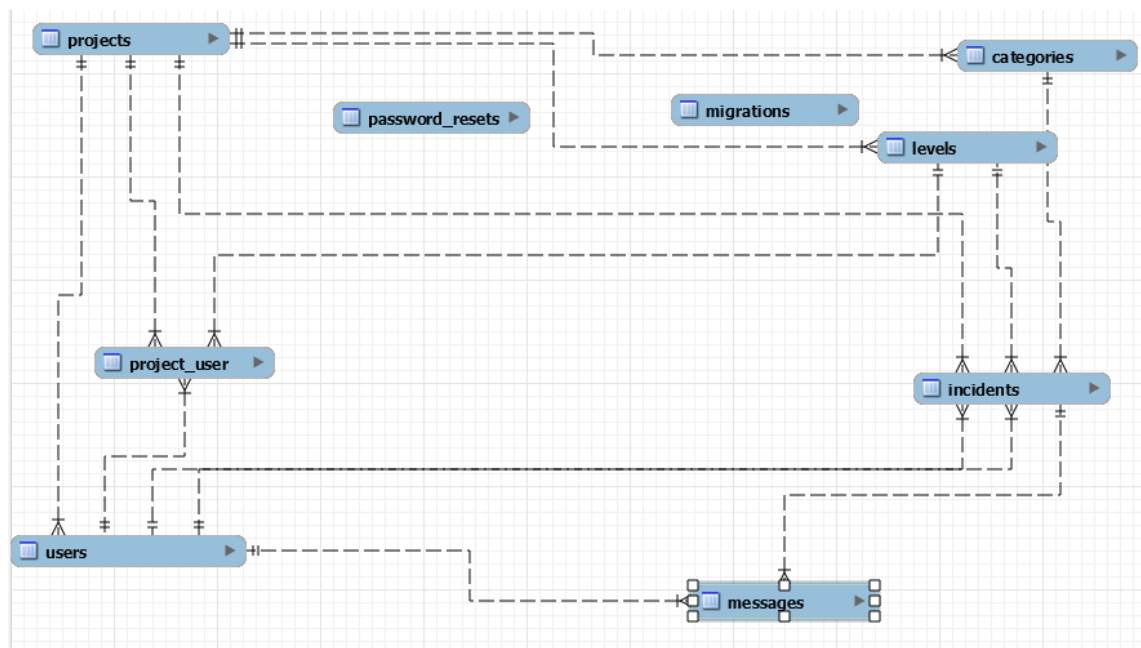 projects
categories
password_resets
migrations
levels
project_user
incidents
users
messages